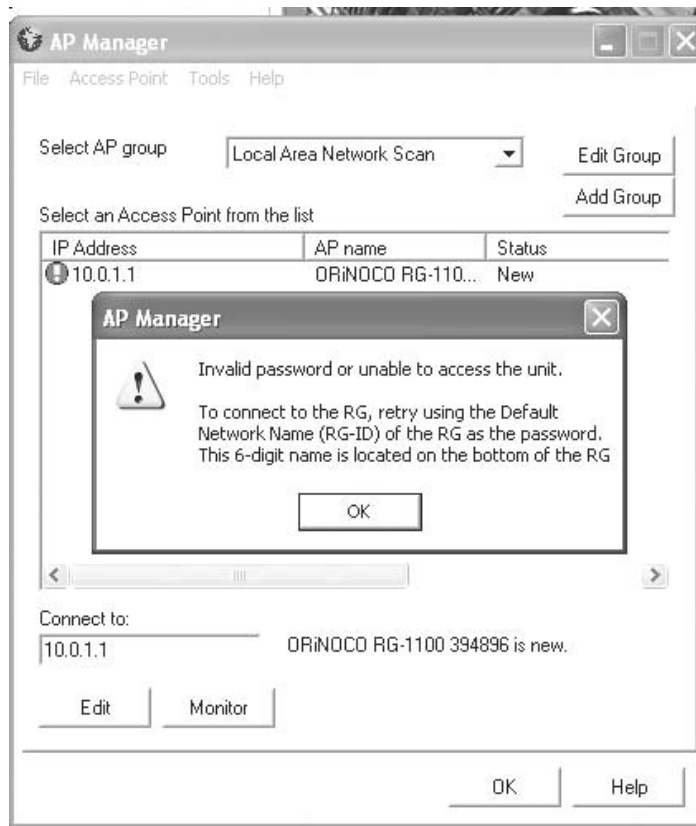 AP Manager
File Access Point Tools Help
Select AP group
Local Area Network Scan
Edit Group
Add Group
Select an Access Point from the list
IP Address AP name Status
10.0.1.1 ORiNOCO RG-110... New
AP Manager
Invalid password or unable to access the unit.
To connect to the RG, retry using the Default
Network Name (RG-ID) of the RG as the password.
This 6-digit name is located on the bottom of the RG
OK
Connect to:
10.0.1.1
ORiNOCO RG-1100 394896 is new.
Edit Monitor
OK Help